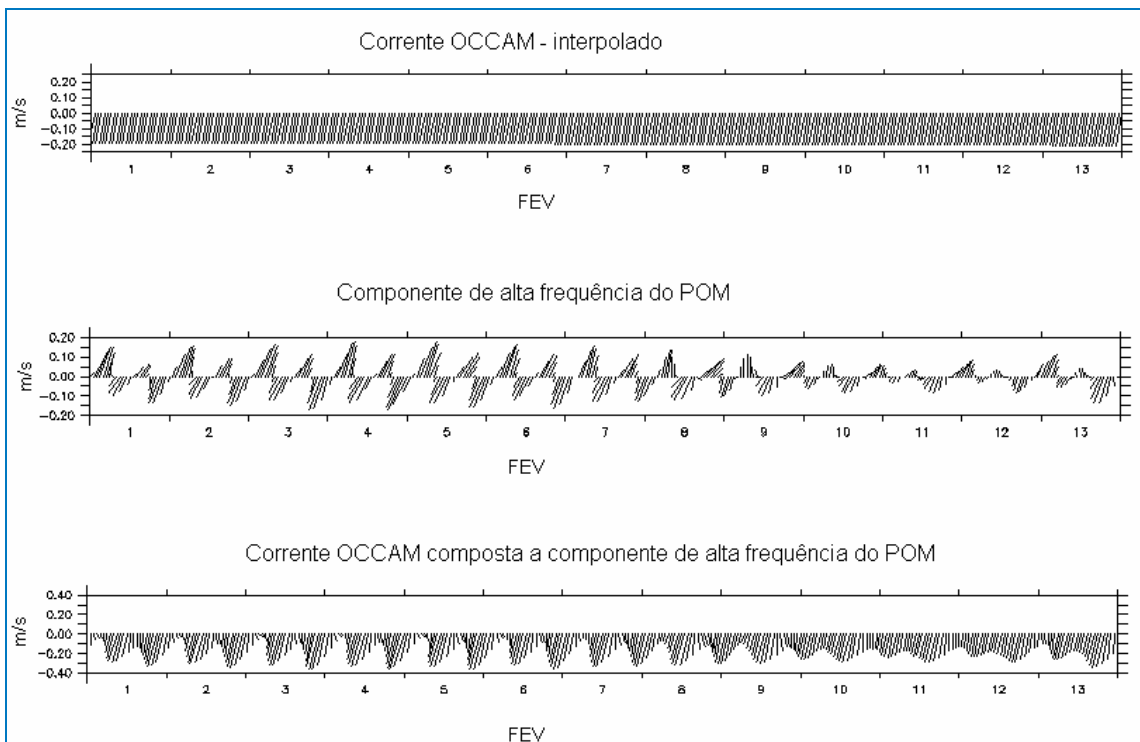 Corrente OCCAM - interpolado
0.20
0.10
0.00
-0.10
-0.20
m/s
1 2 3 4 5 6 7 8 9 10 11 12 13
FEV
Componente de alta frequência do POM
0.20
0.10
0.00
-0.10
-0.20
m/s
1 2 3 4 5 6 7 8 9 10 11 12 13
FEV
Corrente OCCAM composta a componente de alta frequência do POM
0.40
0.20
0.00
-0.20
-0.40
m/s
1 2 3 4 5 6 7 8 9 10 11 12 13
FEV